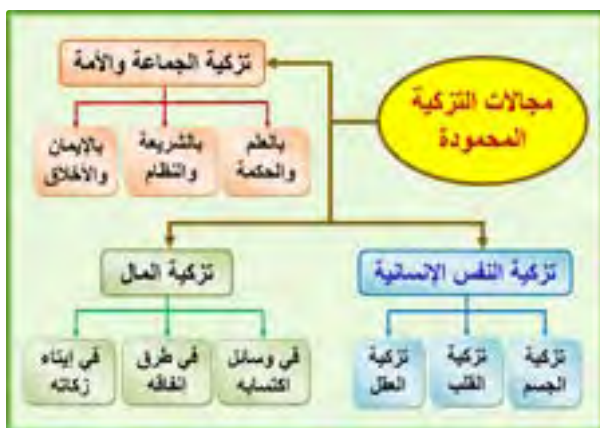 مجالات التزكية
المحمودة
تزكية الجماعة والأمة
بالعلم
والحكمة
بالشريعة
والنظام
بالإيمان
والأخلاق
تزكية النفس الإنسانية
تزكية
الجسم
تزكية
القلب
تزكية
العقل
تزكية المال
في وسائل
اكتسابه
في طرق
انفاقه
في إيتاء
زكاته